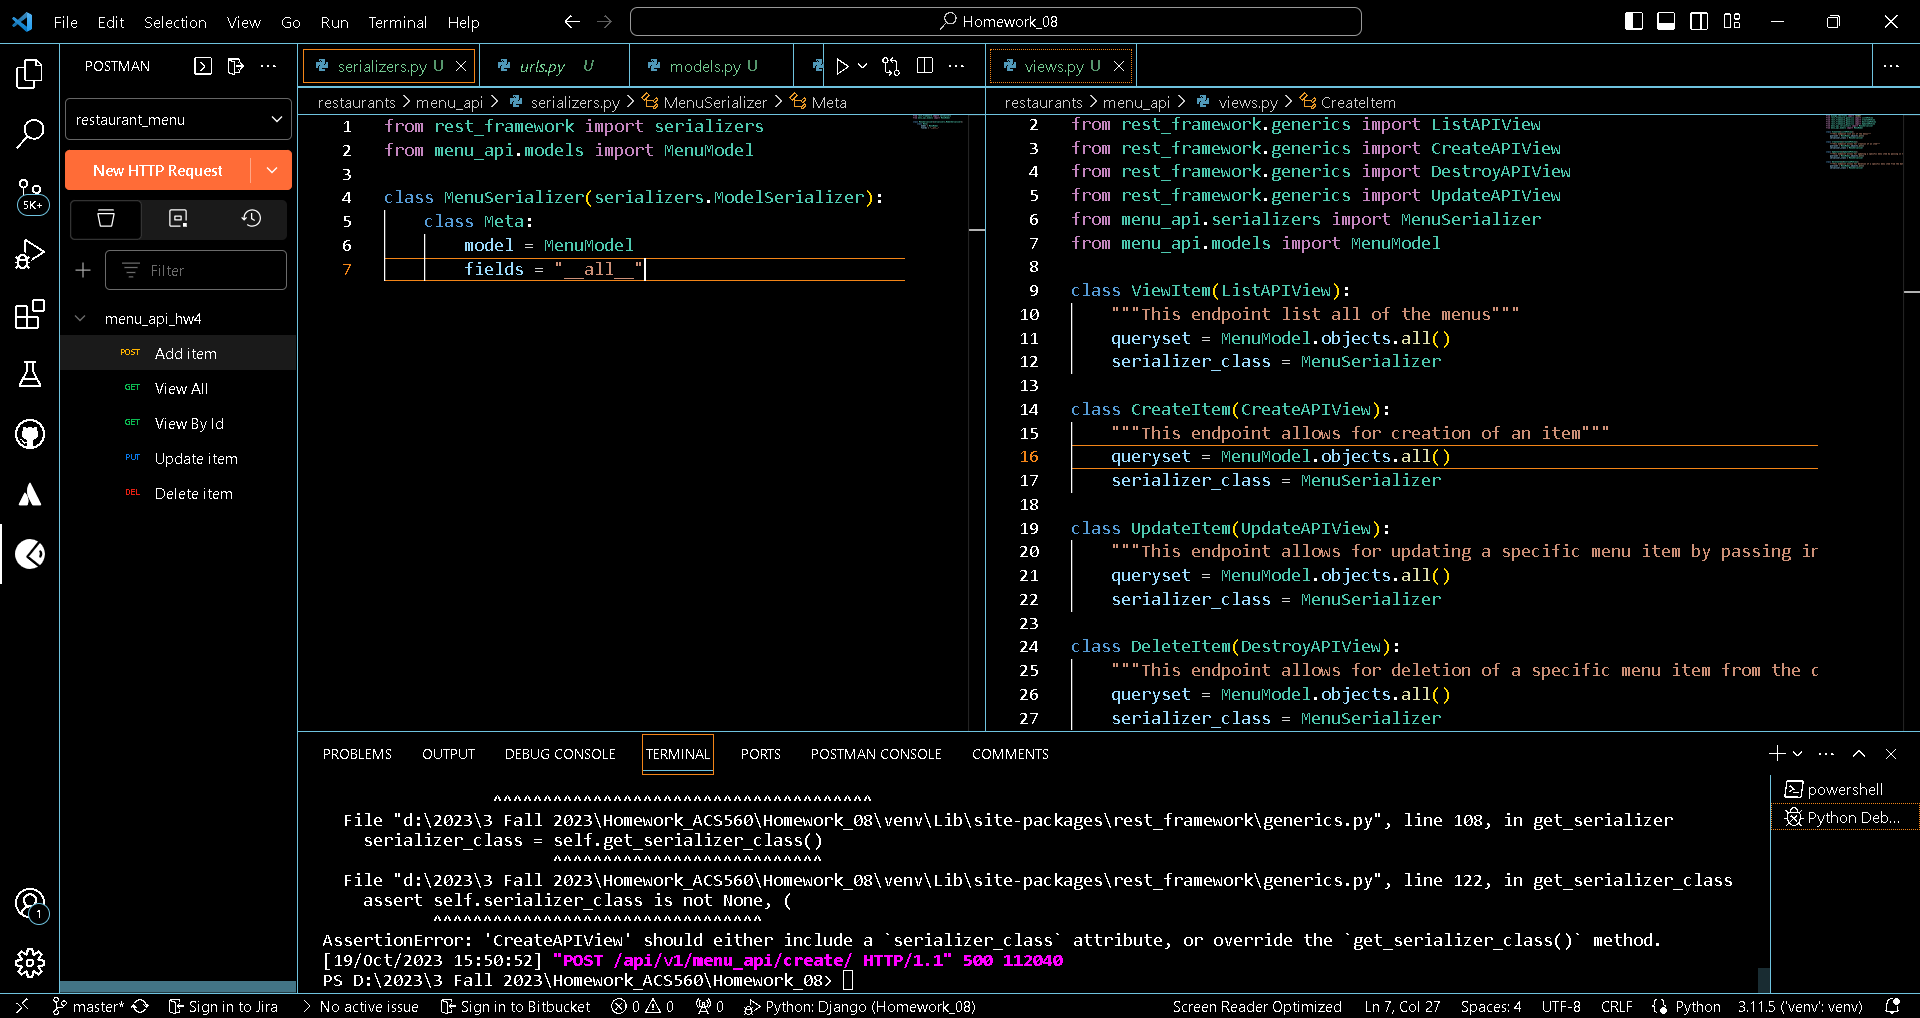 File Edit Selection View Go Run Terminal Help
Homework_08
POSTMAN
restaurant_menu
New HTTP Request
Filter
menu_api_hw4
POST Add item
GET View All
GET View By Id
PUT Update item
DEL Delete item
5K+
1
serializers.py U
urls.py U
models.py U
restaurants > menu_api > serializers.py > MenuSerializer > Meta
1 from rest_framework import serializers
2 from menu_api.models import MenuModel
3
4 class MenuSerializer(serializers.ModelSerializer):
5 class Meta:
6 model = MenuModel
7 fields = "__all__"
views.py U
restaurants > menu_api > views.py > CreateItem
2 from rest_framework.generics import ListAPIView
3 from rest_framework.generics import CreateAPIView
4 from rest_framework.generics import DestroyAPIView
5 from rest_framework.generics import UpdateAPIView
6 from menu_api.serializers import MenuSerializer
7 from menu_api.models import MenuModel
8
9 class ViewItem(ListAPIView):
10 """This endpoint list all of the menus"""
11 queryset = MenuModel.objects.all()
12 serializer_class = MenuSerializer
13
14 class CreateItem(CreateAPIView):
15 """This endpoint allows for creation of an item"""
16 queryset = MenuModel.objects.all()
17 serializer_class = MenuSerializer
18
19 class UpdateItem(UpdateAPIView):
20 """This endpoint allows for updating a specific menu item by passing in
21 queryset = MenuModel.objects.all()
22 serializer_class = MenuSerializer
23
24 class DeleteItem(DestroyAPIView):
25 """This endpoint allows for deletion of a specific menu item from the
26 queryset = MenuModel.objects.all()
27 serializer_class = MenuSerializer
PROBLEMS OUTPUT DEBUG CONSOLE TERMINAL PORTS POSTMAN CONSOLE COMMENTS
powershell
Python Deb...
^^^^^^^^^^^^^^^^^^^^^^^^^^^^^^^^^^^^^^
File "d:\2023\3 Fall 2023\Homework_ACS560\Homework_08\venv\Lib\site-packages\rest_framework\generics.py", line 108, in get_serializer
serializer_class = self.get_serializer_class()
^^^^^^^^^^^^^^^^^^^^^^^^^^^
File "d:\2023\3 Fall 2023\Homework_ACS560\Homework_08\venv\Lib\site-packages\rest_framework\generics.py", line 122, in get_serializer_class
assert self.serializer_class is not None, (
^^^^^^^^^^^^^^^^^^^^^^^^^^^^^^^^^
AssertionError: 'CreateAPIView' should either include a `serializer_class` attribute, or override the `get_serializer_class()` method.
[19/Oct/2023 15:50:52] "POST /api/v1/menu_api/create/ HTTP/1.1" 500 112040
PS D:\2023\3 Fall 2023\Homework_ACS560\Homework_08>
master* Sign in to Jira No active issue Sign in to Bitbucket 0 0 0 Python: Django (Homework_08) Screen Reader Optimized Ln 7, Col 27 Spaces: 4 UTF-8 CRLF Python 3.11.5 ('venv': venv)